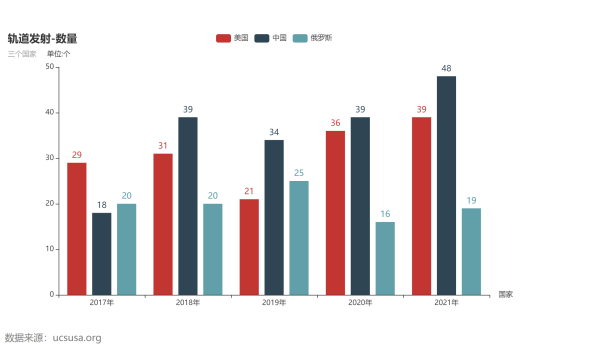 轨道发射-数量
美国 中国 俄罗斯
三个国家 单位:个
50
40
30
20
10
0
29 18 20
31 39 20
21 34 25
36 39 16
39 48 19
2017年 2018年 2019年 2020年 2021年
国家
数据来源：ucsusa.org